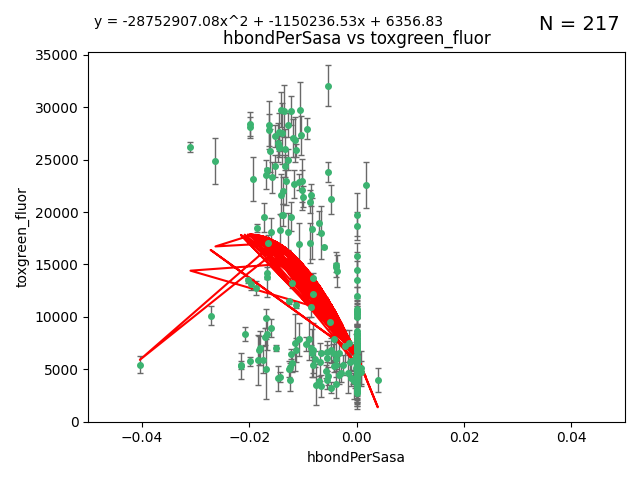 y = -28752907.08x^2 + -1150236.53x + 6356.83
N = 217
hbondPerSasa vs toxgreen_fluor
35000
30000
25000
20000
15000
10000
5000
0
toxgreen_fluor
−0.04
−0.02
0.00
0.02
0.04
hbondPerSasa